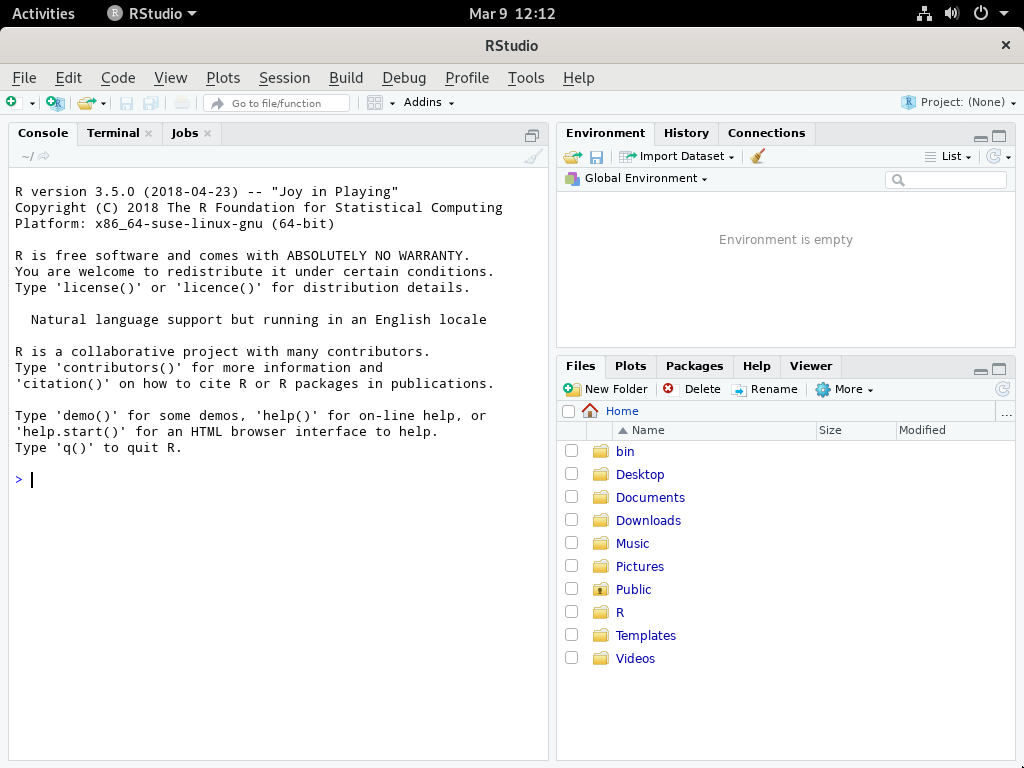 Activities RStudio Mar 9 12:12
RStudio
File Edit Code View Plots Session Build Debug Profile Tools Help
Go to file/function Addins Project: (None)
Console Terminal Jobs
~/
R version 3.5.0 (2018-04-23) -- "Joy in Playing"
Copyright (C) 2018 The R Foundation for Statistical Computing
Platform: x86_64-suse-linux-gnu (64-bit)
R is free software and comes with ABSOLUTELY NO WARRANTY.
You are welcome to redistribute it under certain conditions.
Type 'license()' or 'licence()' for distribution details.
Natural language support but running in an English locale
R is a collaborative project with many contributors.
Type 'contributors()' for more information and
'citation()' on how to cite R or R packages in publications.
Type 'demo()' for some demos, 'help()' for on-line help, or
'help.start()' for an HTML browser interface to help.
Type 'q()' to quit R.
>
Environment History Connections
Import Dataset List
Global Environment
Environment is empty
Files Plots Packages Help Viewer
New Folder Delete Rename More
Home ...
Name Size Modified
bin
Desktop
Documents
Downloads
Music
Pictures
Public
R
Templates
Videos